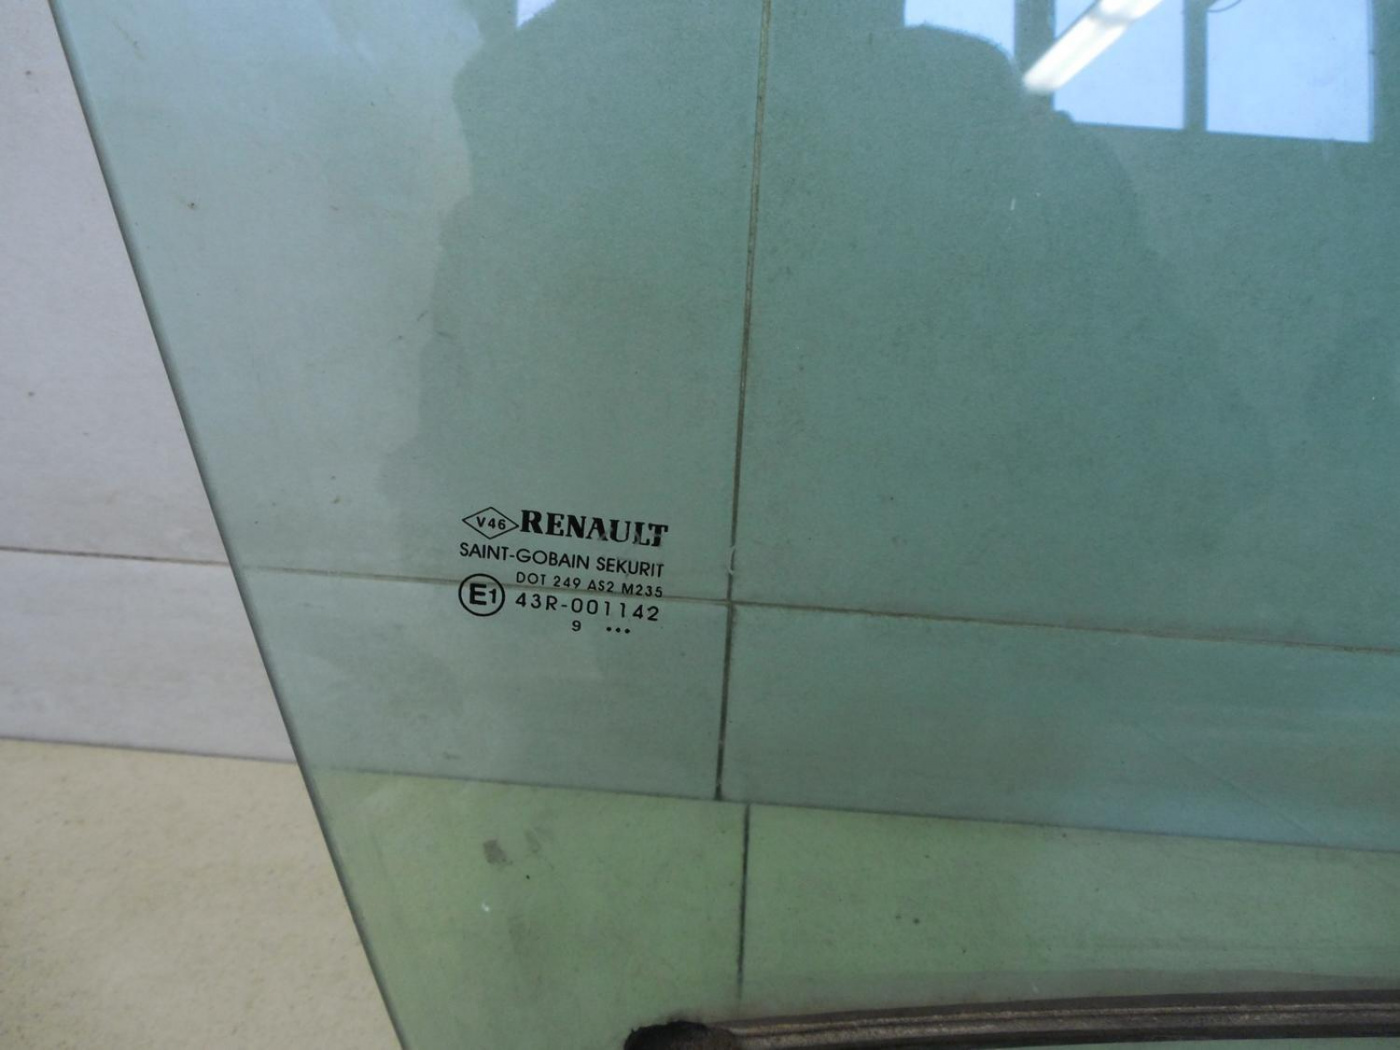 V46 RENAULT
SAINT-GOBAIN SEKURIT
DOT 249 AS2 M235
E1 43R-001142
9 •••